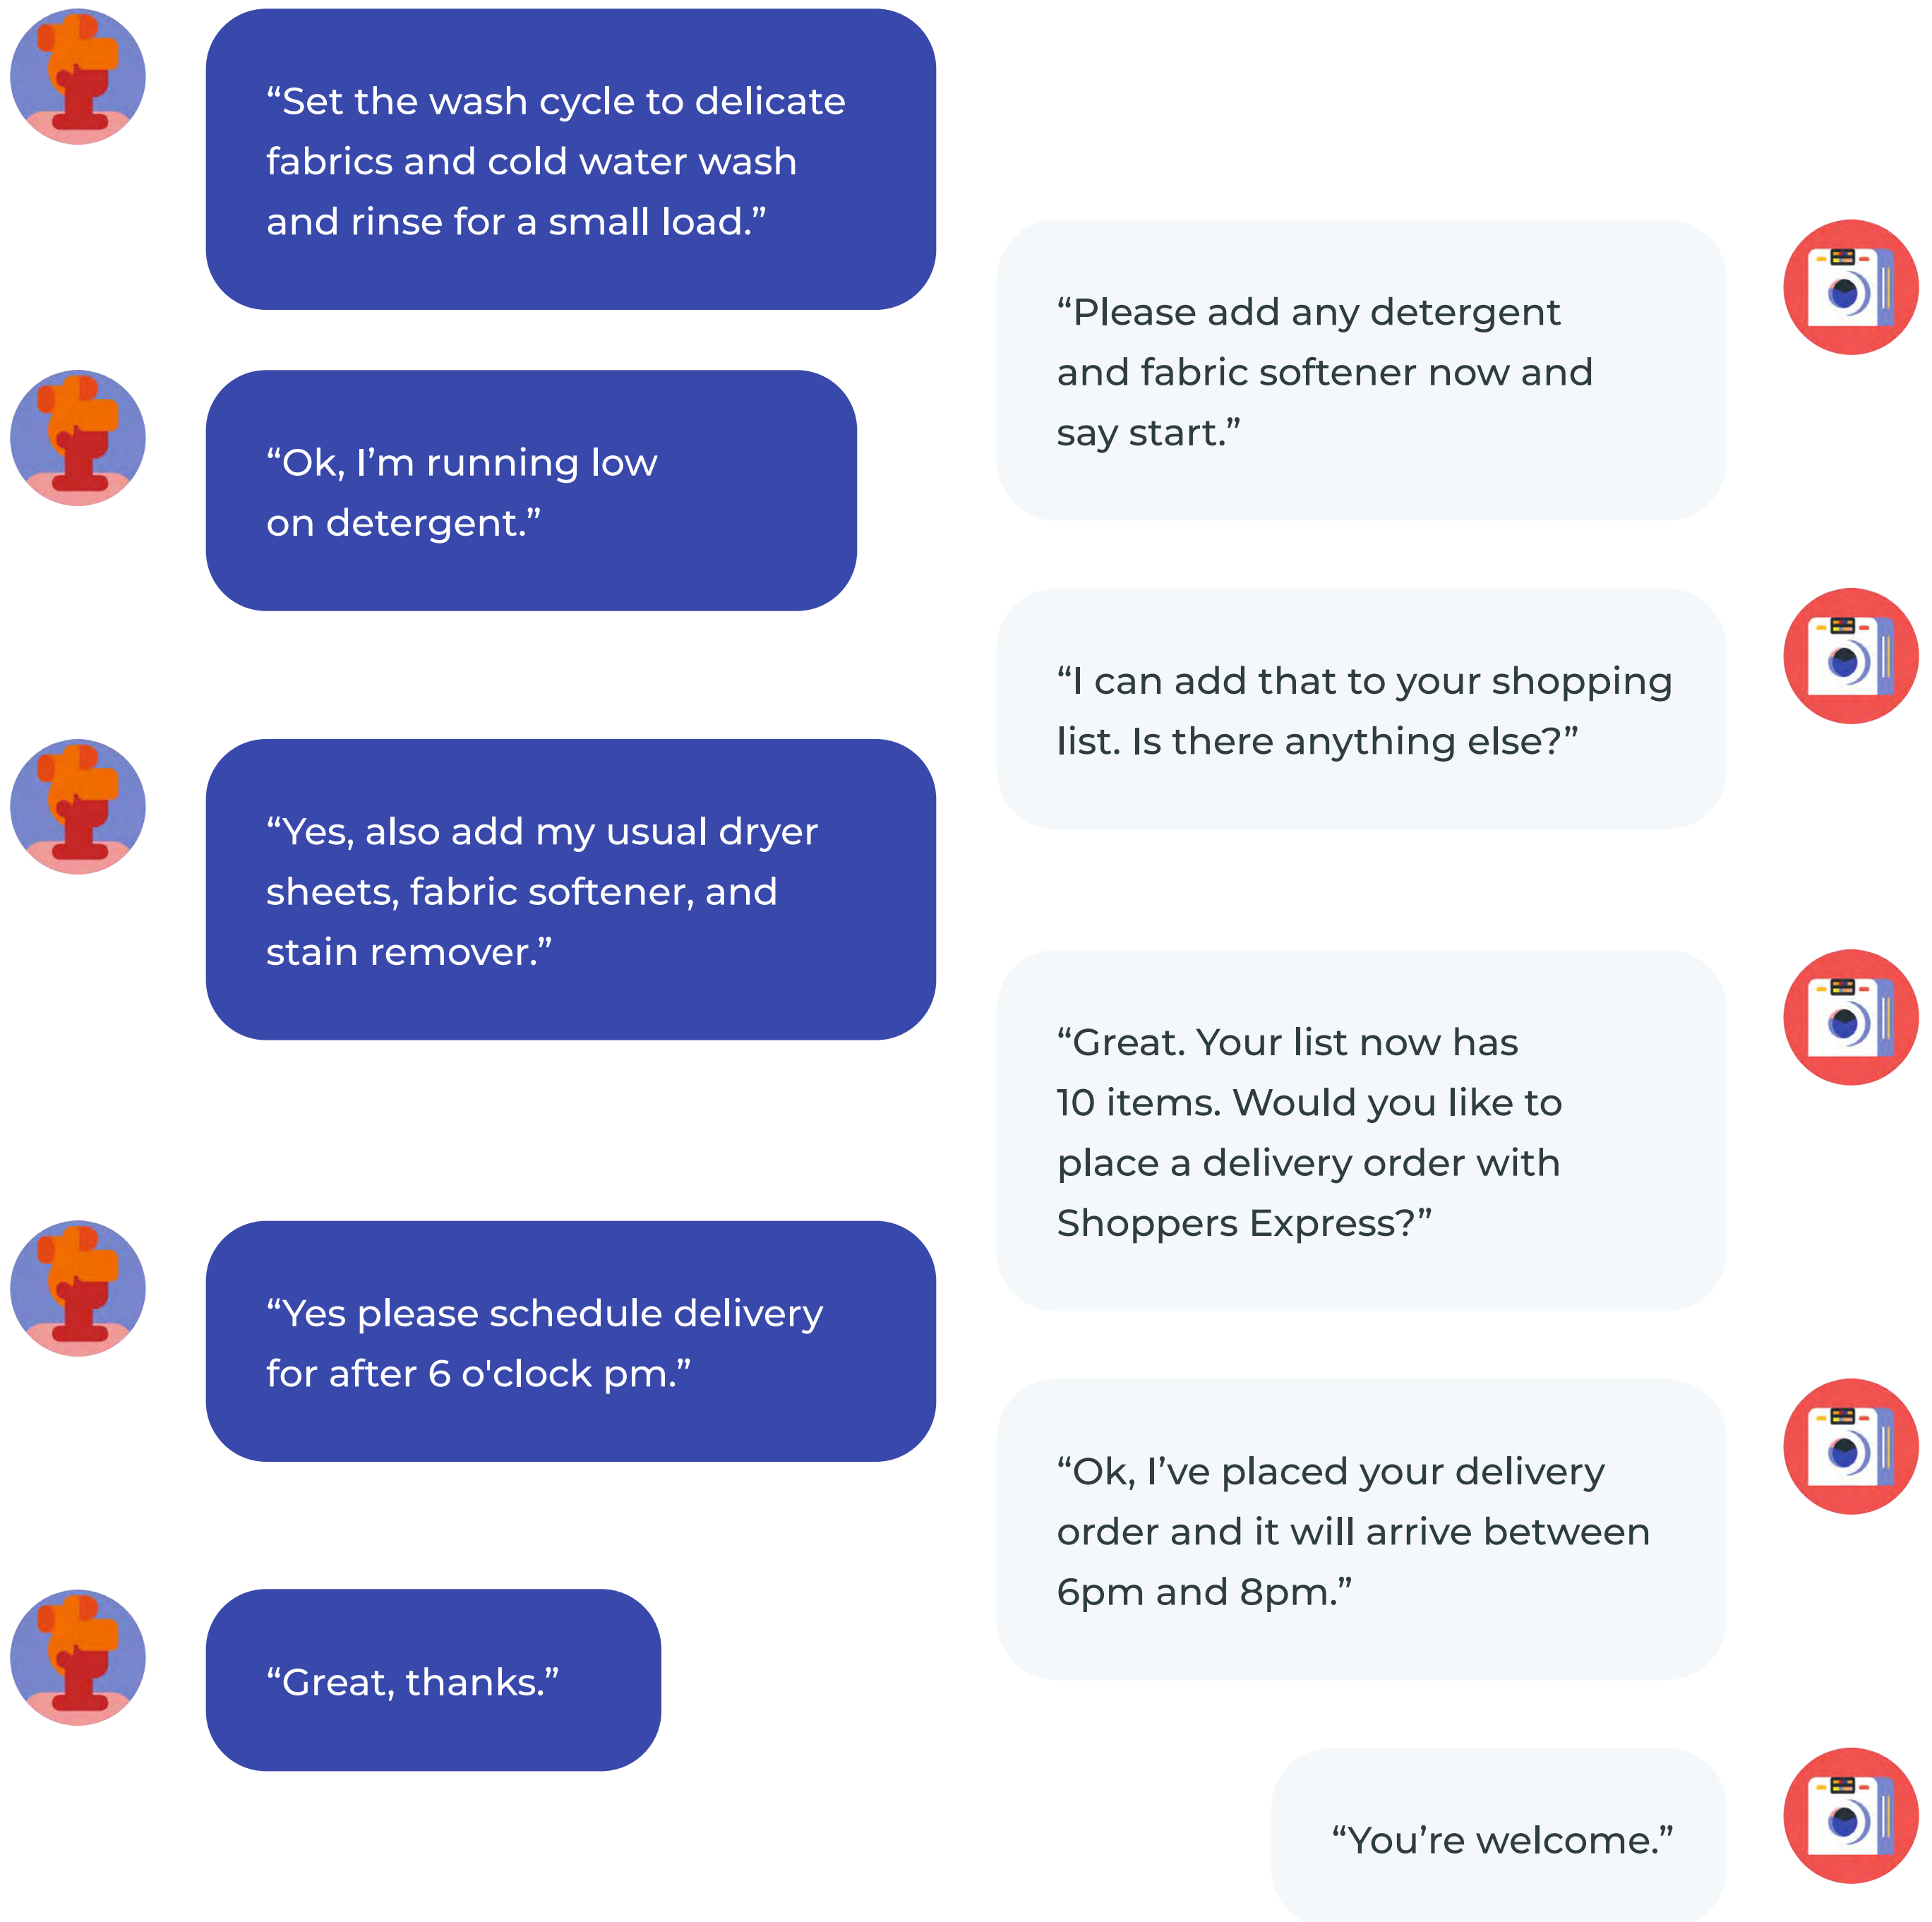 “Set the wash cycle to delicate
fabrics and cold water wash
and rinse for a small load.”
“Please add any detergent
and fabric softener now and
say start.”
“Ok, I’m running low
on detergent.”
“I can add that to your shopping
list. Is there anything else?”
“Yes, also add my usual dryer
sheets, fabric softener, and
stain remover.”
“Great. Your list now has
10 items. Would you like to
place a delivery order with
Shoppers Express?”
“Yes please schedule delivery
for after 6 o'clock pm.”
“Ok, I’ve placed your delivery
order and it will arrive between
6pm and 8pm.”
“Great, thanks.”
“You’re welcome.”